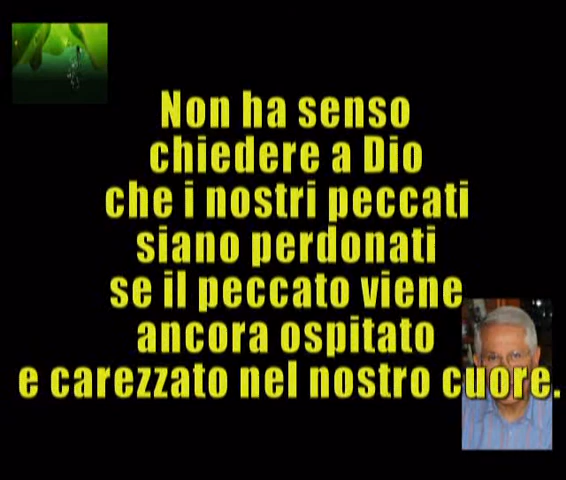 Non ha senso
chiedere a Dio
che i nostri peccati
siano perdonati
se il peccato viene
ancora ospitato
e carezzato nel nostro cuore.